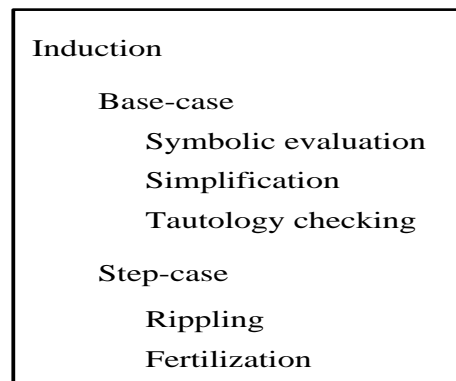 Induction
Base-case
Symbolic evaluation
Simplification
Tautology checking
Step-case
Rippling
Fertilization